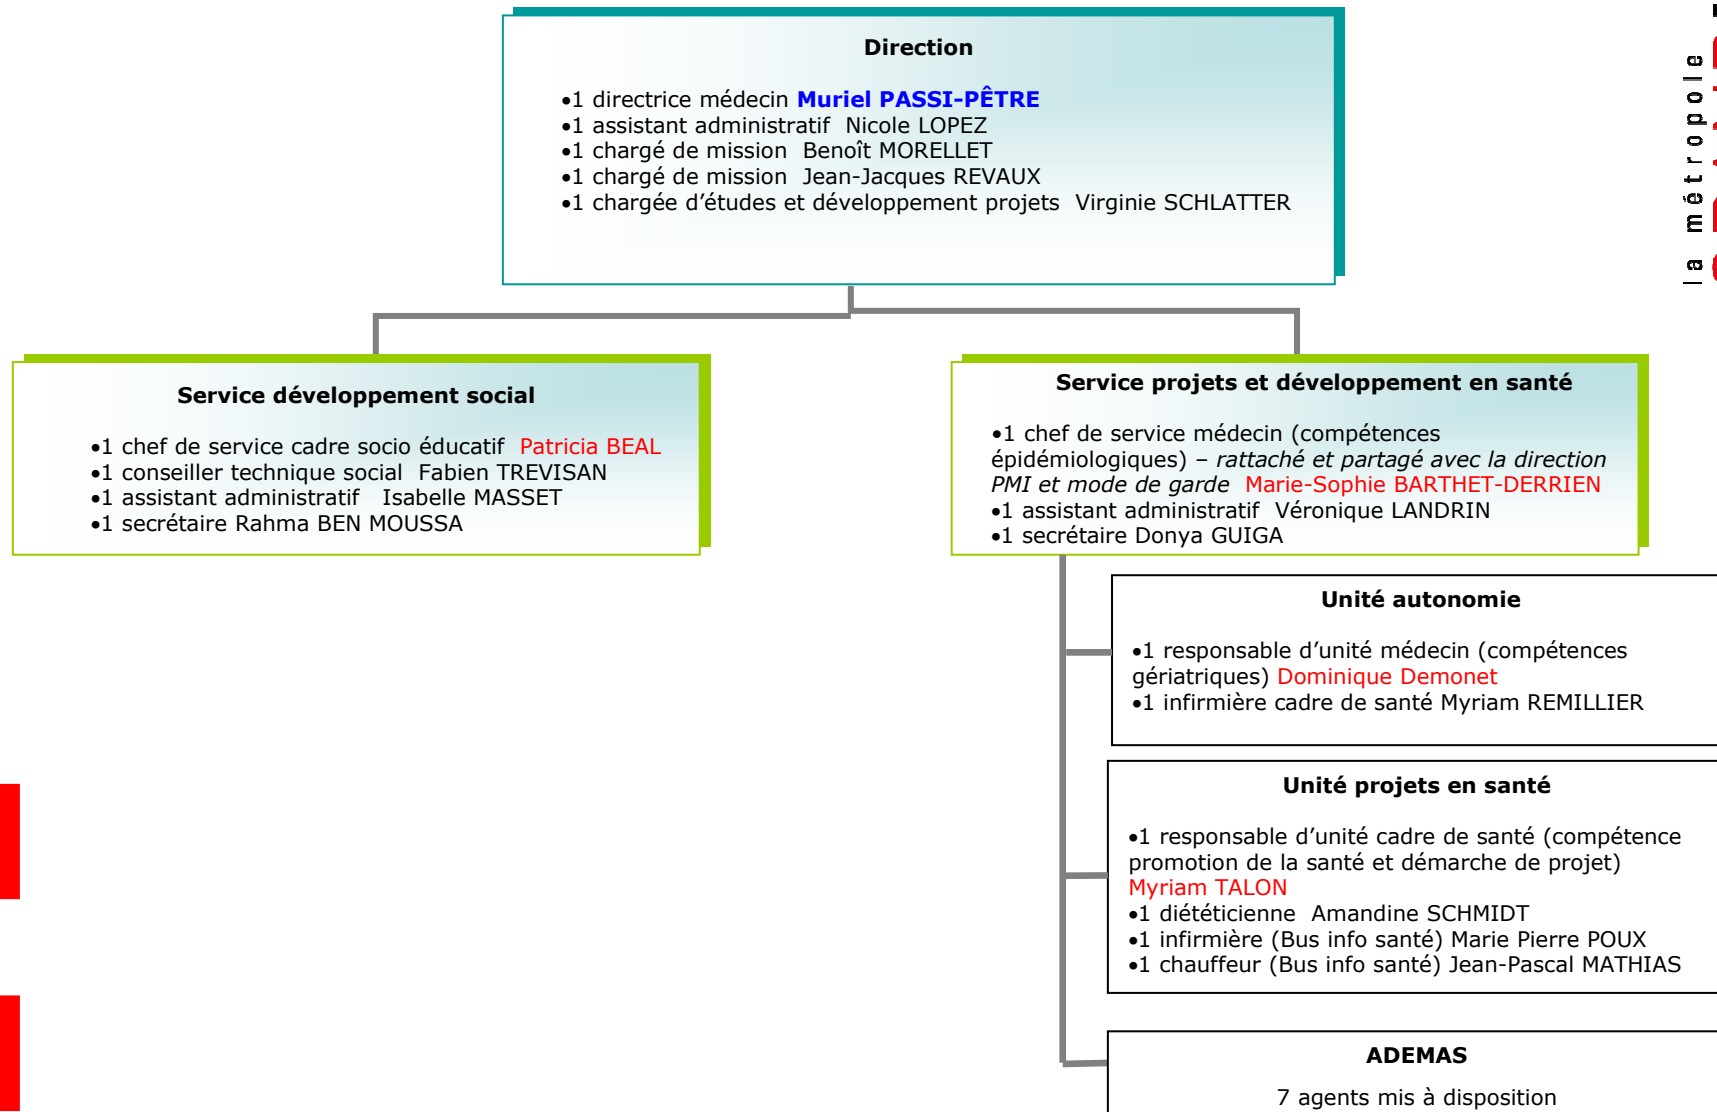 Direction
•1 directrice médecin Muriel PASSI-PÊTRE
•1 assistant administratif Nicole LOPEZ
•1 chargé de mission Benoît MORELLET
•1 chargé de mission Jean-Jacques REVAUX
•1 chargée d’études et développement projets Virginie SCHLATTER
la métropole
Service développement social
•1 chef de service cadre socio éducatif Patricia BEAL
•1 conseiller technique social Fabien TREVISAN
•1 assistant administratif Isabelle MASSET
•1 secrétaire Rahma BEN MOUSSA
Service projets et développement en santé
•1 chef de service médecin (compétences
épidémiologiques) – rattaché et partagé avec la direction
PMI et mode de garde Marie-Sophie BARTHET-DERRIEN
•1 assistant administratif Véronique LANDRIN
•1 secrétaire Donya GUIGA
Unité autonomie
•1 responsable d’unité médecin (compétences
gériatriques) Dominique Demonet
•1 infirmière cadre de santé Myriam REMILLIER
Unité projets en santé
•1 responsable d’unité cadre de santé (compétence
promotion de la santé et démarche de projet)
Myriam TALON
•1 diététicienne Amandine SCHMIDT
•1 infirmière (Bus info santé) Marie Pierre POUX
•1 chauffeur (Bus info santé) Jean-Pascal MATHIAS
ADEMAS
7 agents mis à disposition